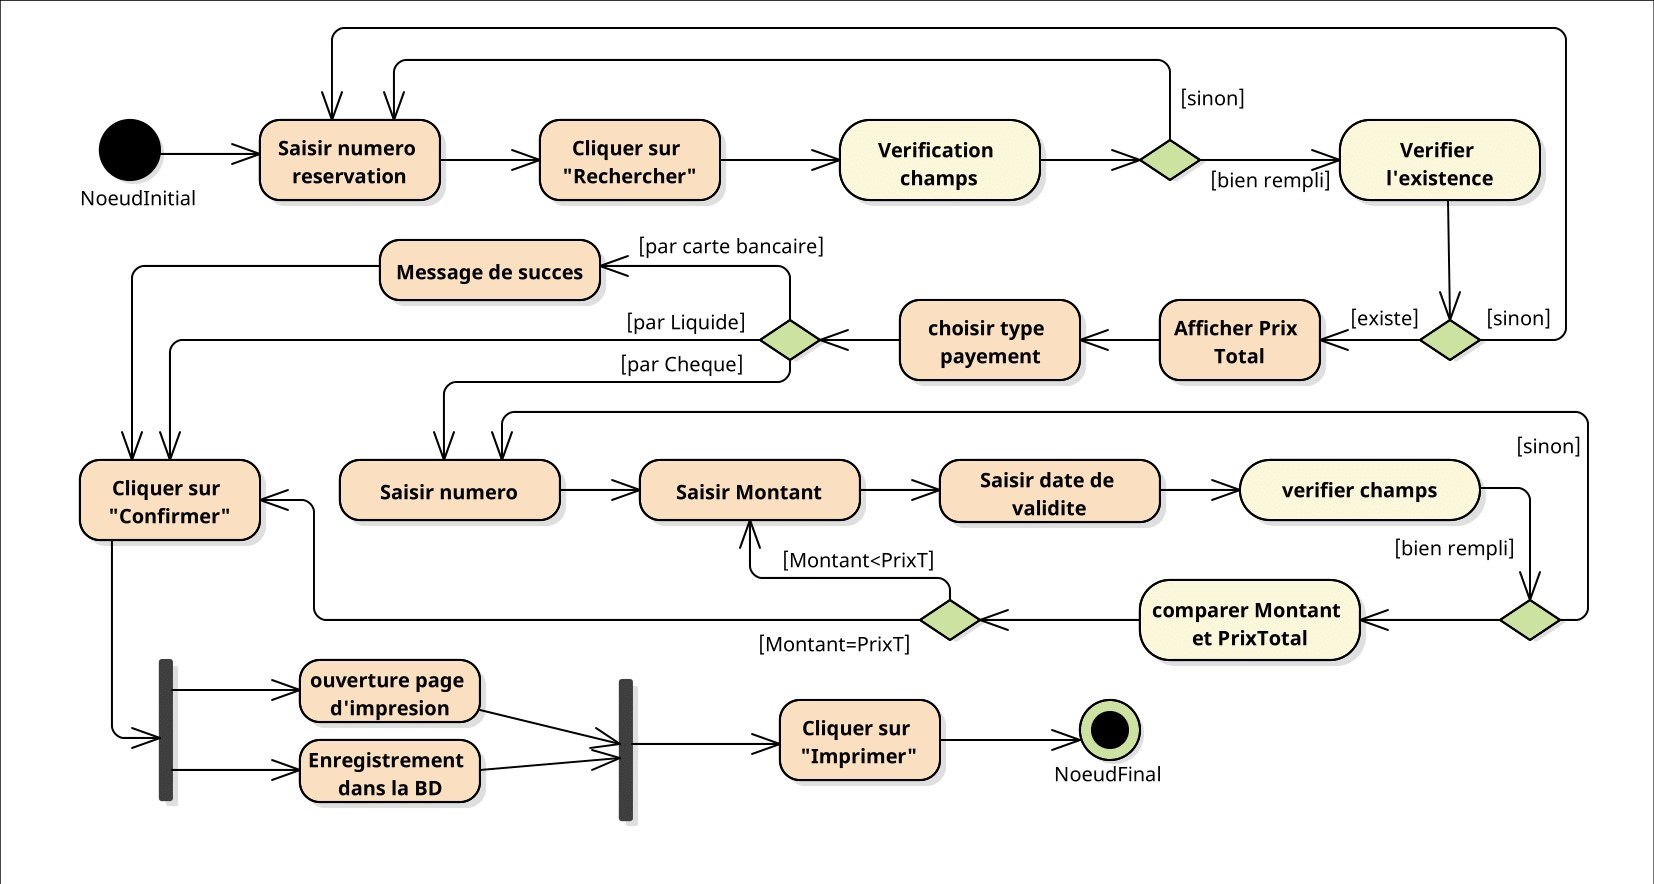 [sinon]
Saisir numero
reservation
Cliquer sur
"Rechercher"
Verification
champs
Verifier
l'existence
[bien rempli]
NoeudInitial
[par carte bancaire]
Message de succes
[par Liquide]
choisir type
payement
Afficher Prix
Total
[existe]
[sinon]
[par Cheque]
[sinon]
Cliquer sur
"Confirmer"
Saisir numero
Saisir Montant
Saisir date de
validite
verifier champs
[bien rempli]
[Montant<PrixT]
comparer Montant
et PrixTotal
[Montant=PrixT]
ouverture page
d'impresion
Enregistrement
dans la BD
Cliquer sur
"Imprimer"
NoeudFinal